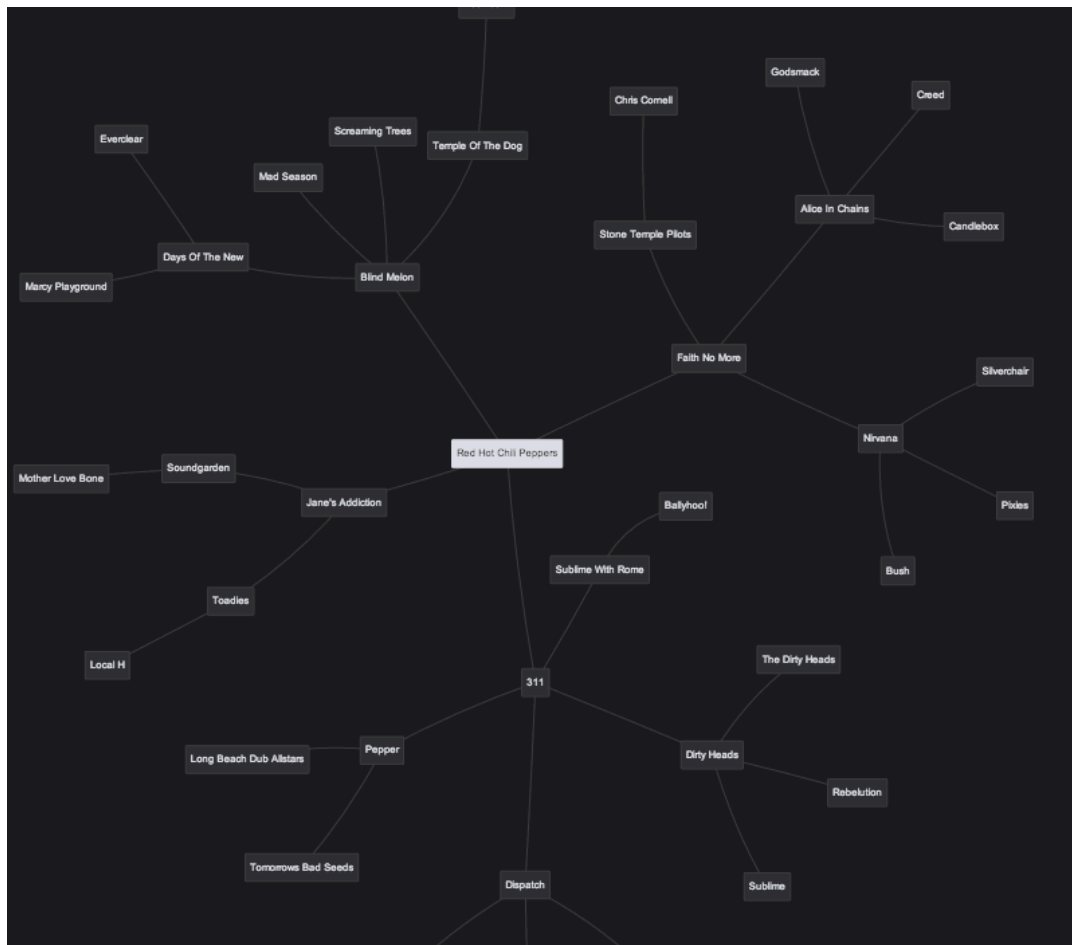 Godsmack
Creed
Chris Cornell
Everclear
Screaming Trees
Temple Of The Dog
Mad Season
Alice In Chains
Candlebox
Stone Temple Pilots
Days Of The New
Blind Melon
Marcy Playground
Faith No More
Silverchair
Nirvana
Red Hot Chili Peppers
Soundgarden
Mother Love Bone
Jane's Addiction
Ballyhoo!
Pixies
Sublime With Rome
Bush
Toadies
Local H
The Dirty Heads
311
Pepper
Long Beach Dub Allstars
Dirty Heads
Rebelution
Tomorrows Bad Seeds
Dispatch
Sublime